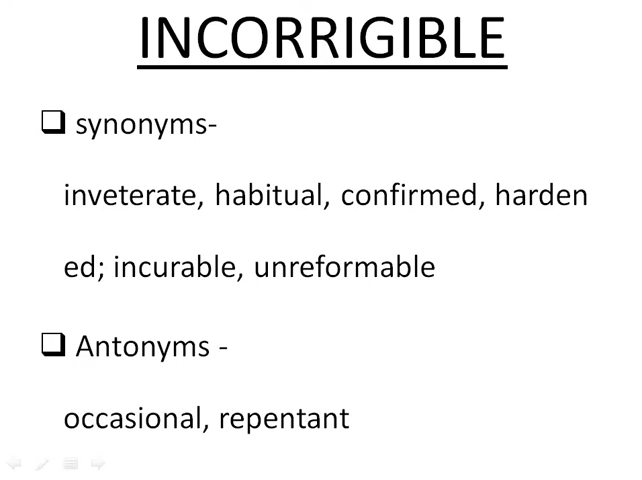 INCORRIGIBLE
synonyms-
inveterate, habitual, confirmed, harden
ed; incurable, unreformable
Antonyms -
occasional, repentant